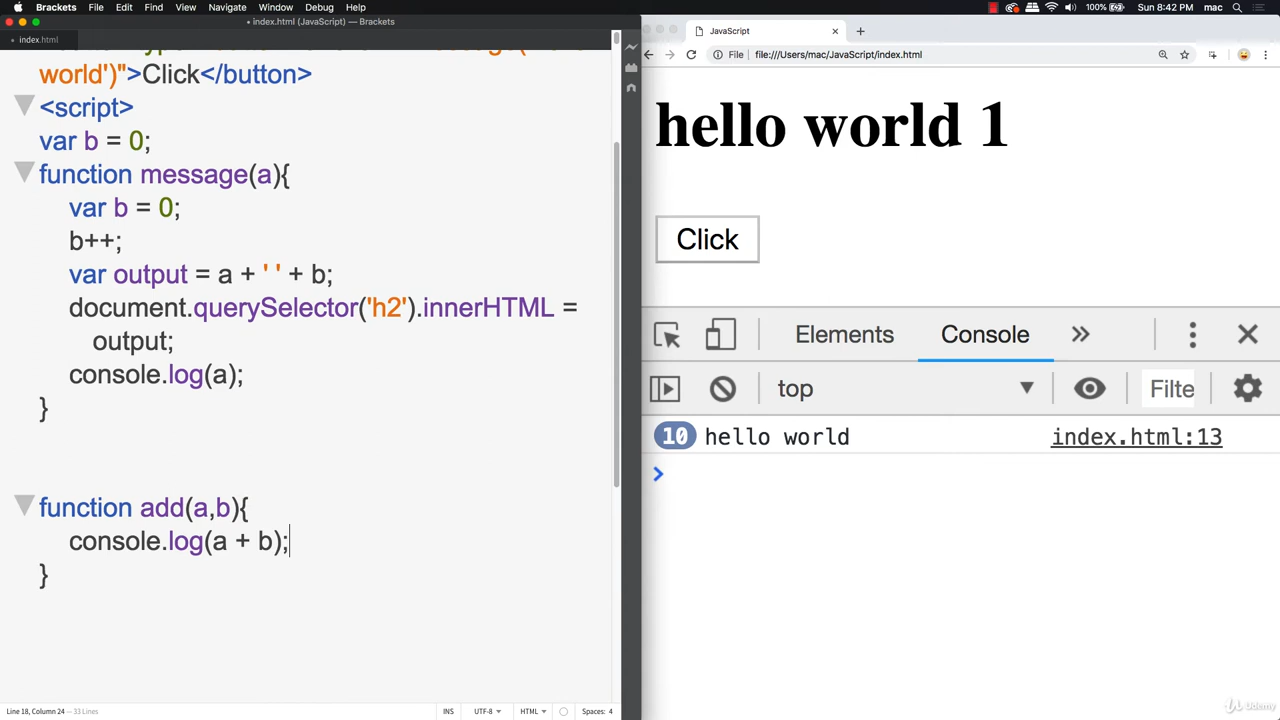 Brackets File Edit Find View Navigate Window Debug Help 100% Sun 8:42 PM mac
• index.html (JavaScript) — Brackets
• index.html
world')">Click</button>
<script>
var b = 0;
function message(a){
var b = 0;
b++;
var output = a + ' ' + b;
document.querySelector('h2').innerHTML =
output;
console.log(a);
}
function add(a,b){
console.log(a + b);
}
Line 18, Column 24 — 33 Lines
INS UTF-8 HTML Spaces: 4
JavaScript
File file:///Users/mac/JavaScript/index.html
hello world 1
Click
Elements Console
top Filte
10 hello world index.html:13
Udemy